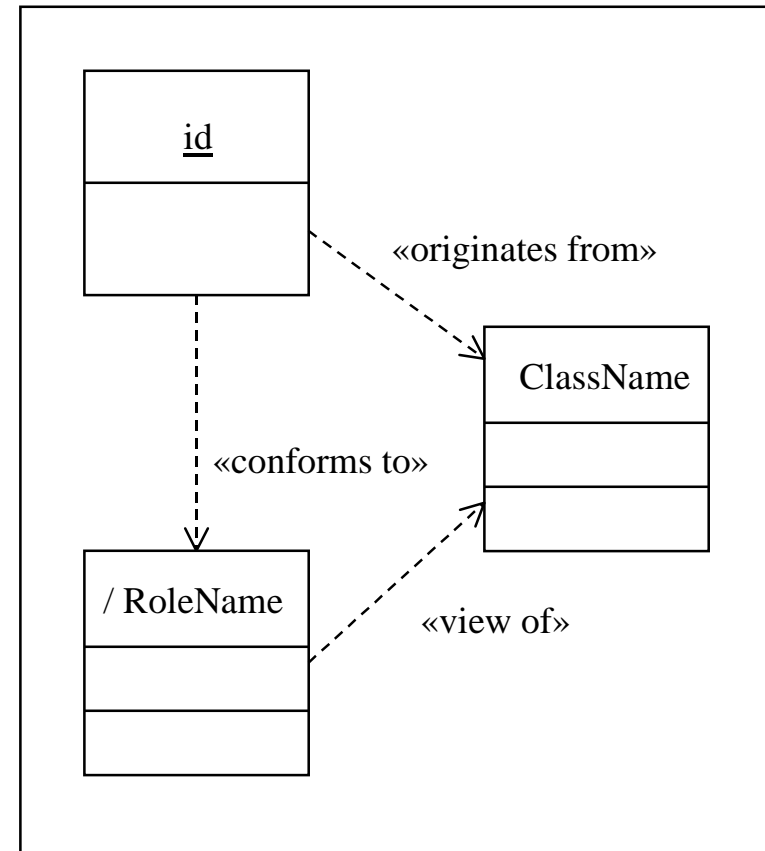 id
«originates from»
ClassName
«conforms to»
/ RoleName
«view of»